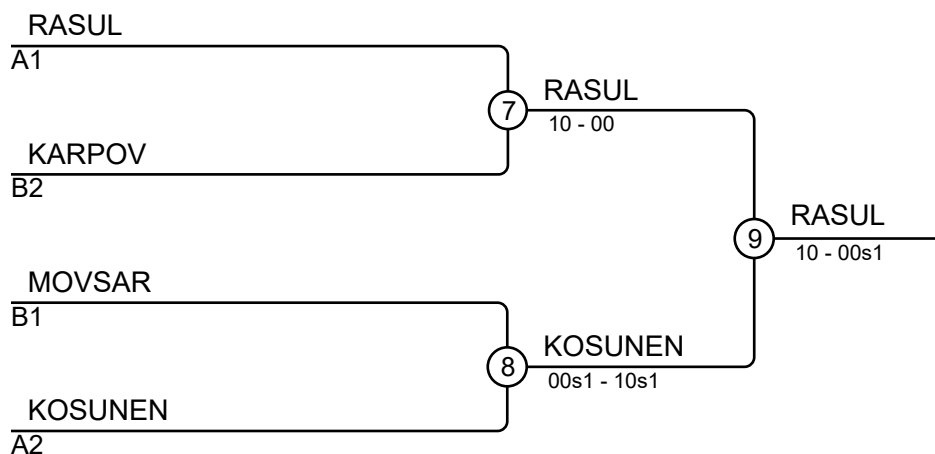 RASUL
A1
7
RASUL
10 - 00
KARPOV
B2
9
RASUL
10 - 00s1
MOVSAR
B1
8
KOSUNEN
00s1 - 10s1
KOSUNEN
A2